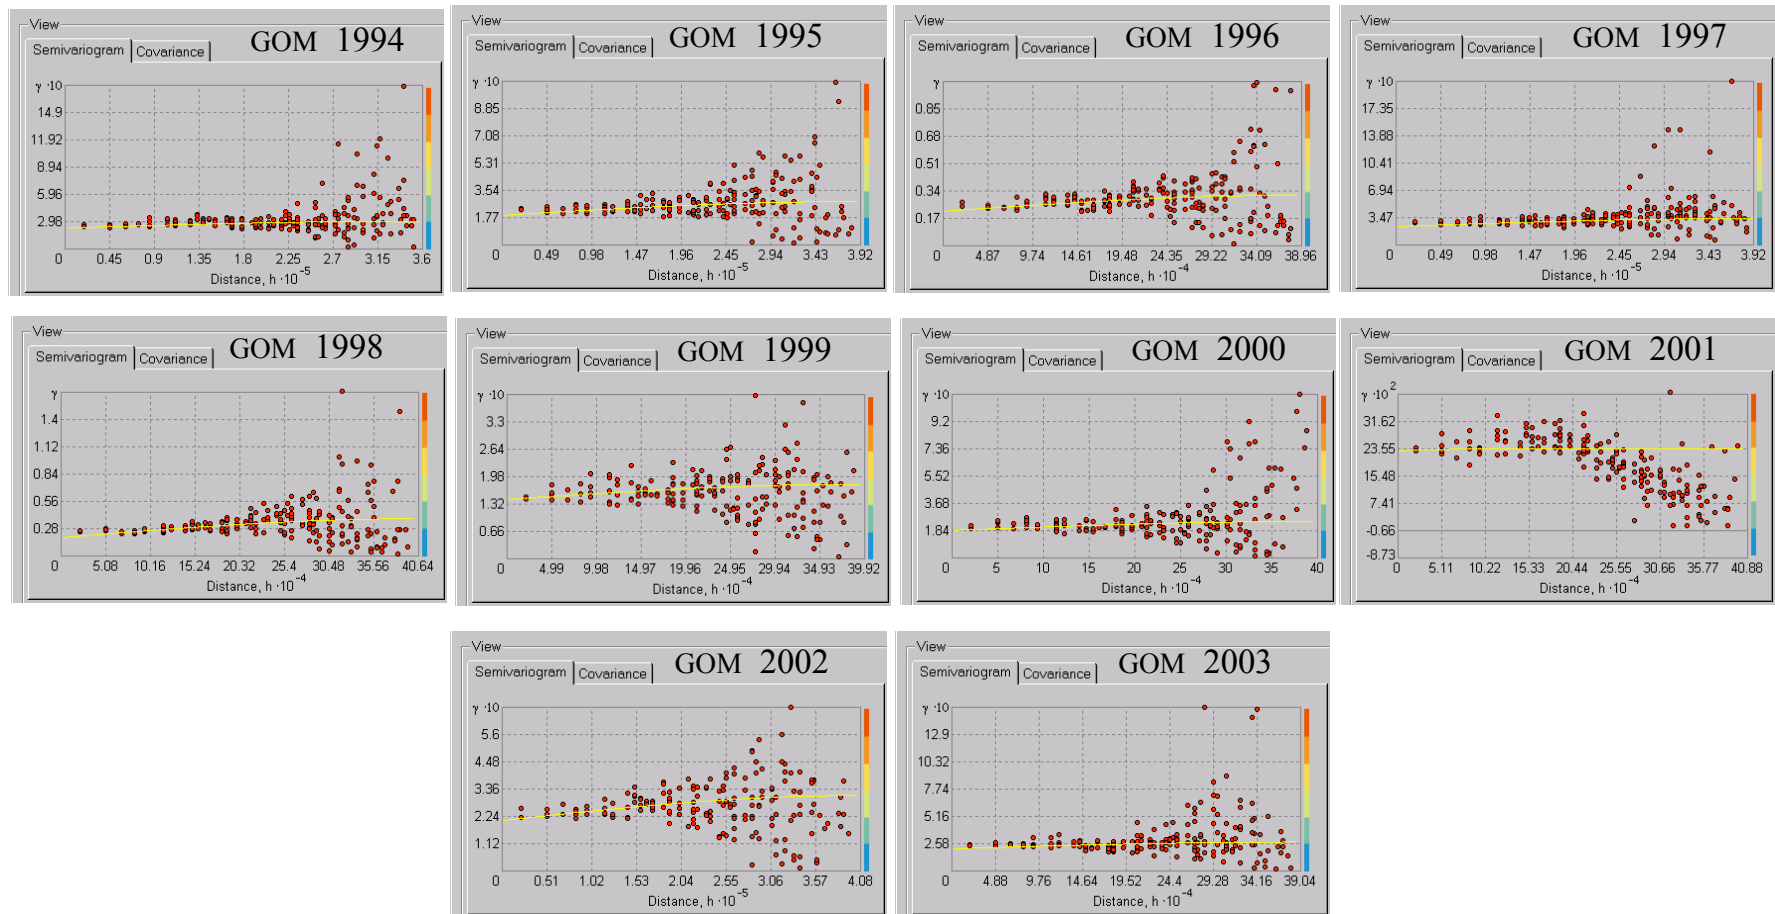 View
Semivariogram Covariance GOM 1994
γ ·10
14.9
11.92
8.94
5.96
2.98
0 0.45 0.9 1.35 1.8 2.25 2.7 3.15 3.6
Distance, h ·10⁻⁵
View
Semivariogram Covariance GOM 1995
γ ·10
8.85
7.08
5.31
3.54
1.77
0 0.49 0.98 1.47 1.96 2.45 2.94 3.43 3.92
Distance, h ·10⁻⁵
View
Semivariogram Covariance GOM 1996
γ
0.85
0.68
0.51
0.34
0.17
0 4.87 9.74 14.61 19.48 24.35 29.22 34.09 38.96
Distance, h ·10⁻⁴
View
Semivariogram Covariance GOM 1997
γ ·10
17.35
13.88
10.41
6.94
3.47
0 0.49 0.98 1.47 1.96 2.45 2.94 3.43 3.92
Distance, h ·10⁻⁵
View
Semivariogram Covariance GOM 1998
γ
1.4
1.12
0.84
0.56
0.28
0 5.08 10.16 15.24 20.32 25.4 30.48 35.56 40.64
Distance, h ·10⁻⁴
View
Semivariogram Covariance GOM 1999
γ ·10
3.3
2.64
1.98
1.32
0.66
0 4.99 9.98 14.97 19.96 24.95 29.94 34.93 39.92
Distance, h ·10⁻⁴
View
Semivariogram Covariance GOM 2000
γ ·10
9.2
7.36
5.52
3.68
1.84
0 5 10 15 20 25 30 35 40
Distance, h ·10⁻⁴
View
Semivariogram Covariance GOM 2001
γ ·10²
31.62
23.55
15.48
7.41
-0.66
-8.73
0 5.11 10.22 15.33 20.44 25.55 30.66 35.77 40.88
Distance, h ·10⁻⁴
View
Semivariogram Covariance GOM 2002
γ ·10
5.6
4.48
3.36
2.24
1.12
0 0.51 1.02 1.53 2.04 2.55 3.06 3.57 4.08
Distance, h ·10⁻⁵
View
Semivariogram Covariance GOM 2003
γ ·10
12.9
10.32
7.74
5.16
2.58
0 4.88 9.76 14.64 19.52 24.4 29.28 34.16 39.04
Distance, h ·10⁻⁴